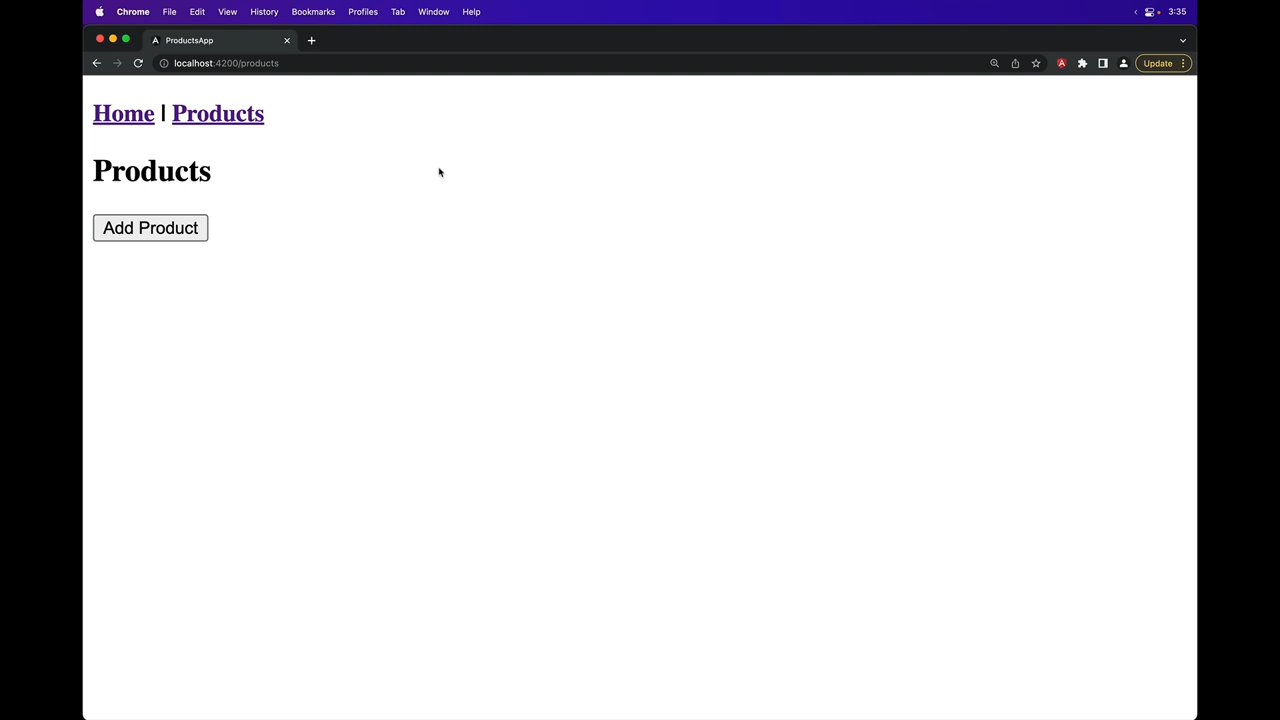 Chrome File Edit View History Bookmarks Profiles Tab Window Help 3:35
A ProductsApp
localhost:4200/products A Update
Home | Products
Products
Add Product